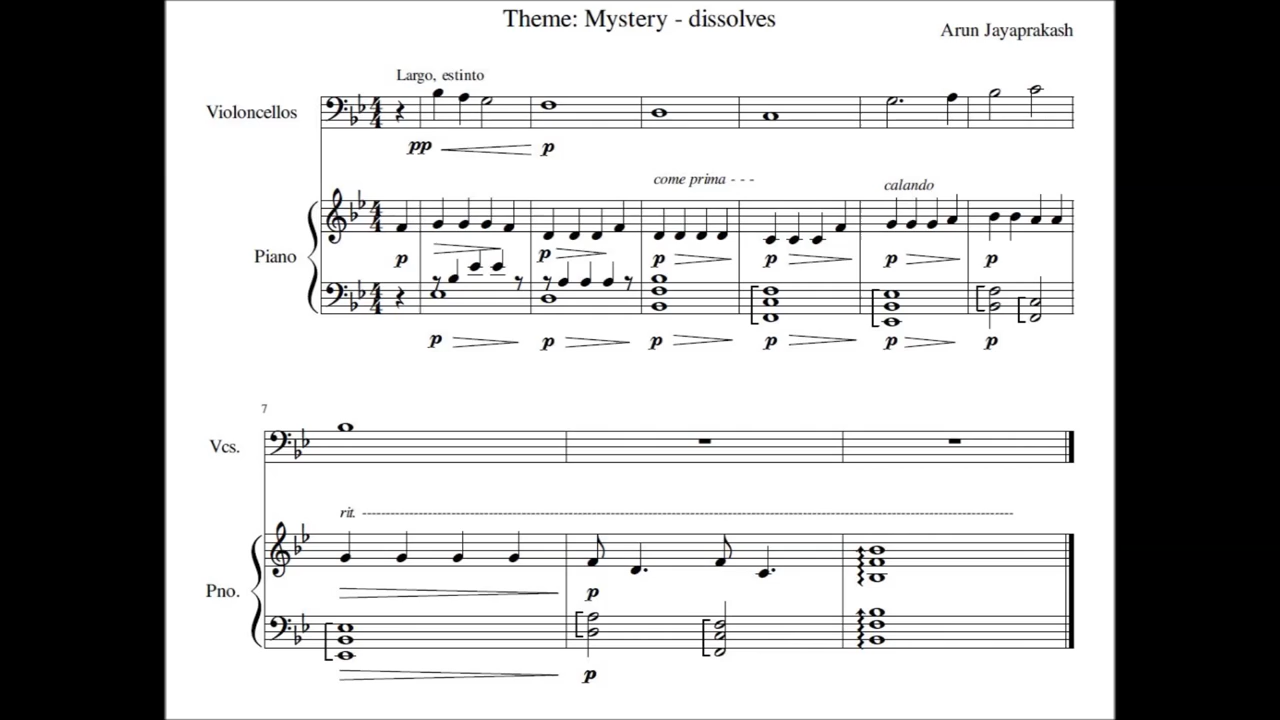 Theme: Mystery - dissolves
Arun Jayaprakash
Largo, estinto
Violoncellos
pp p
come prima - - -
calando
Piano
p p p p p p
p p p p p p
7
Vcs.
rit.
Pno.
p
p